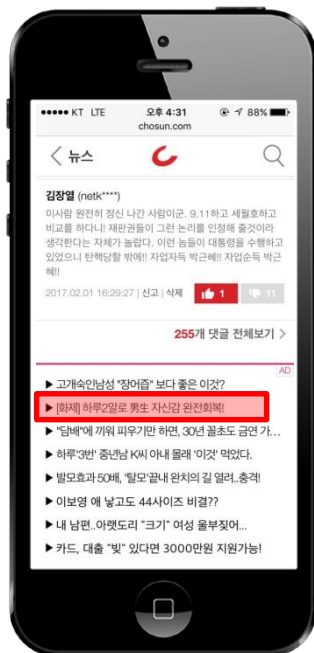 ●●●●● KT LTE 오후 4:31 88%
chosun.com
뉴스
김장열 (netk****)
이사람 완전히 정신 나간 사람이군. 9.11하고 세월호하고
비교를 하다니! 재판권들이 그런 논리를 인정해 줄것이라
생각한다는 자체가 놀랍다. 이런 놈들이 대통령을 수행하고
있었으니 탄핵당할 밖에!! 자업자득 박근혜!! 자업순득 박근
혜!!
2017.02.01 16:29:27 | 신고 | 삭제 1 11
255개 댓글 전체보기 >
AD
▶ 고개숙인남성 "장어즙" 보다 좋은 이것?
▶ [화제] 하루2알로 男生 자신감 완전회복!
▶ "담배"에 끼워 피우기만 하면, 30년 꼴초도 금연 가...
▶ 하루'3번' 중년남 K씨 아내 몰래 '이것' 먹었다.
▶ 발모효과 50배, '탈모'끝내 완치의 길 열려..충격!
▶ 이보영 애 낳고도 44사이즈 비결??
▶ 내 남편..아랫도리 "크기" 여성 울부짖어...
▶ 카드, 대출 "빚" 있다면 3000만원 지원가능!